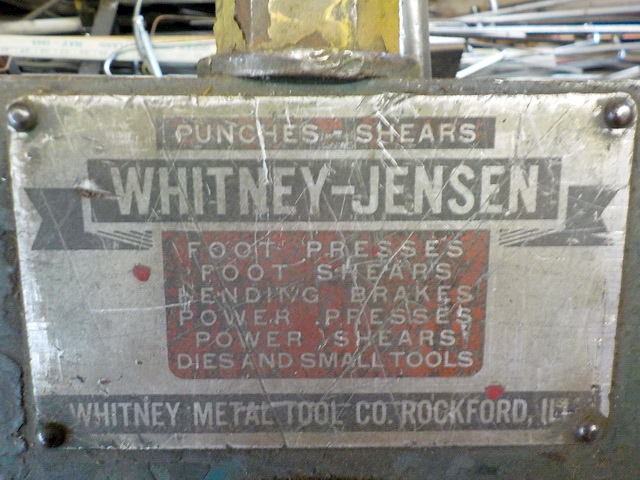 PUNCHES - SHEARS
WHITNEY-JENSEN
FOOT PRESSES
FOOT SHEARS
BENDING BRAKES
POWER PRESSES
POWER SHEARS
DIES AND SMALL TOOLS
WHITNEY METAL TOOL CO. ROCKFORD, ILL